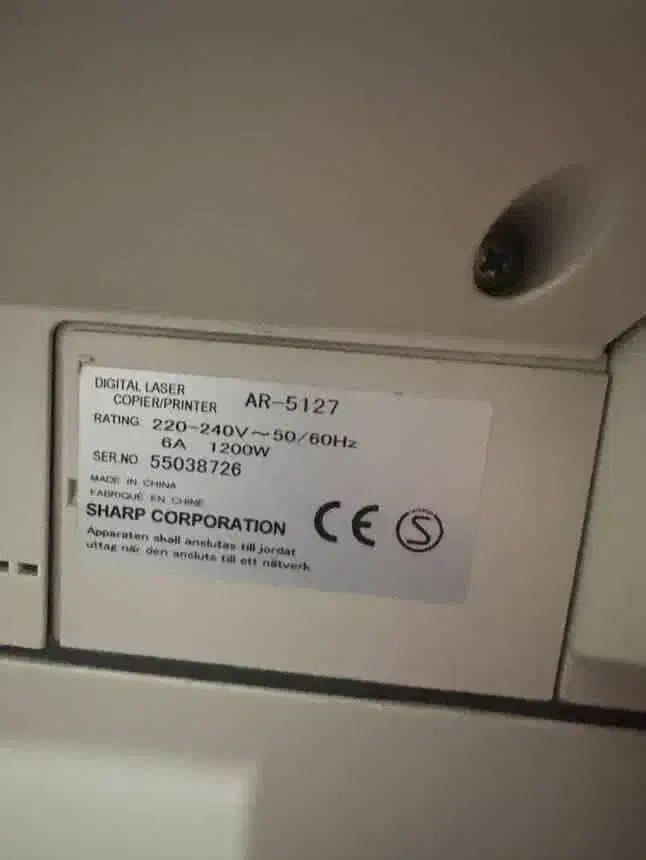 DIGITAL LASER
COPIER/PRINTER AR-5127
RATING 220-240V~50/60Hz
6A 1200W
SER.NO 55038726
MADE IN CHINA
FABRIQUÉ EN CHINE
SHARP CORPORATION
CE S
Apparaten skall anslutas till jordat
uttag när den ansluts till ett nätverk